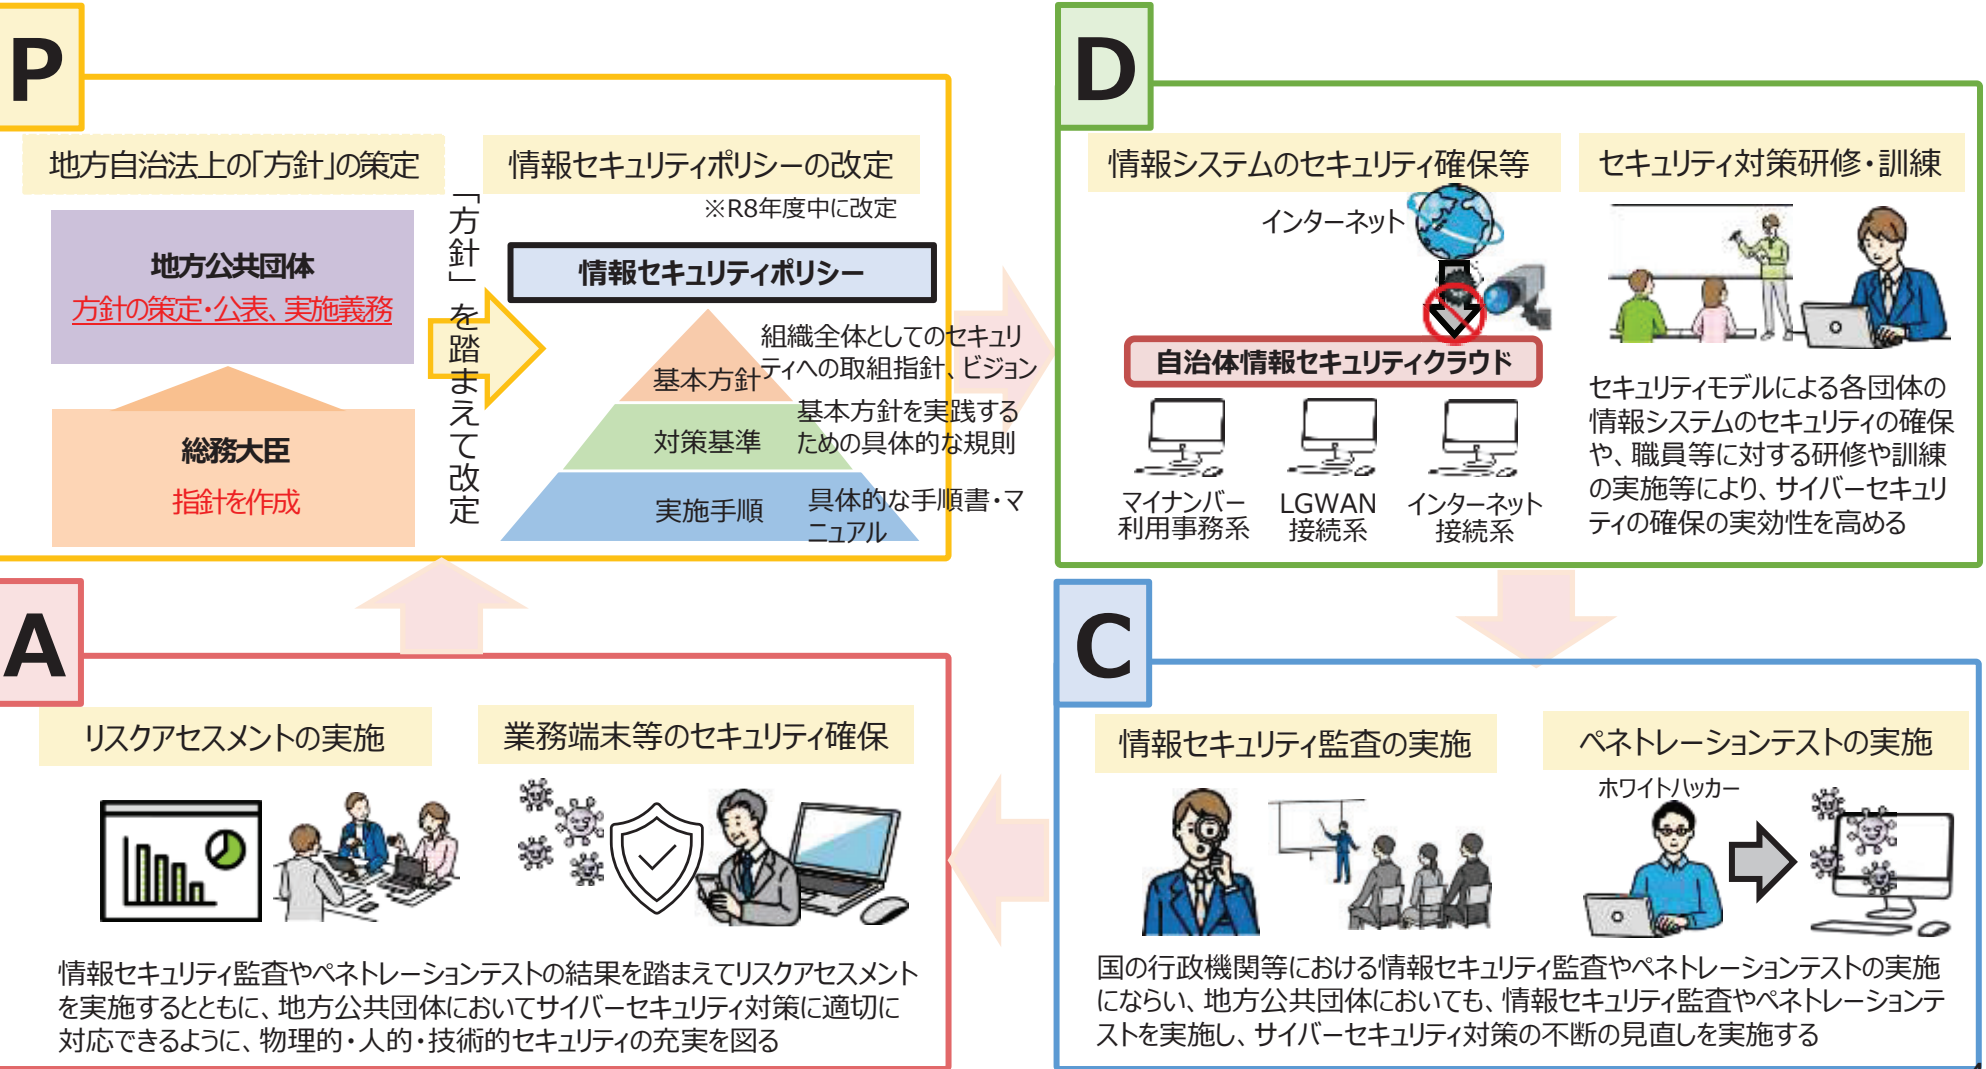 P
地方自治法上の「方針」の策定
地方公共団体
方針の策定・公表、実施義務
総務大臣
指針を作成
「方針」を踏まえて改定
情報セキュリティポリシーの改定
※R8年度中に改定
情報セキュリティポリシー
基本方針
組織全体としてのセキュリ
ティへの取組指針、ビジョン
対策基準
基本方針を実践する
ための具体的な規則
実施手順
具体的な手順書・マ
ニュアル
D
情報システムのセキュリティ確保等
インターネット
自治体情報セキュリティクラウド
マイナンバー
利用事務系
LGWAN
接続系
インターネット
接続系
セキュリティ対策研修・訓練
セキュリティモデルによる各団体の
情報システムのセキュリティの確保
や、職員等に対する研修や訓練
の実施等により、サイバーセキュリ
ティの確保の実効性を高める
A
リスクアセスメントの実施
業務端末等のセキュリティ確保
情報セキュリティ監査やペネトレーションテストの結果を踏まえてリスクアセスメント
を実施するとともに、地方公共団体においてサイバーセキュリティ対策に適切に
対応できるように、物理的・人的・技術的セキュリティの充実を図る
C
情報セキュリティ監査の実施
ペネトレーションテストの実施
ホワイトハッカー
国の行政機関等における情報セキュリティ監査やペネトレーションテストの実施
にならい、地方公共団体においても、情報セキュリティ監査やペネトレーションテ
ストを実施し、サイバーセキュリティ対策の不断の見直しを実施する